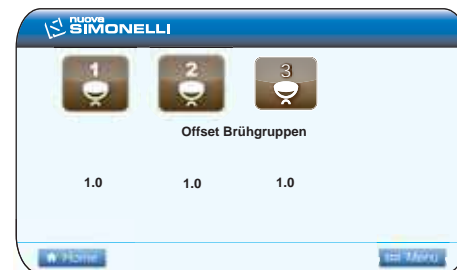 nuova
SIMONELLI
1 2 3
Offset Brühgruppen
1.0 1.0 1.0
Home Menu